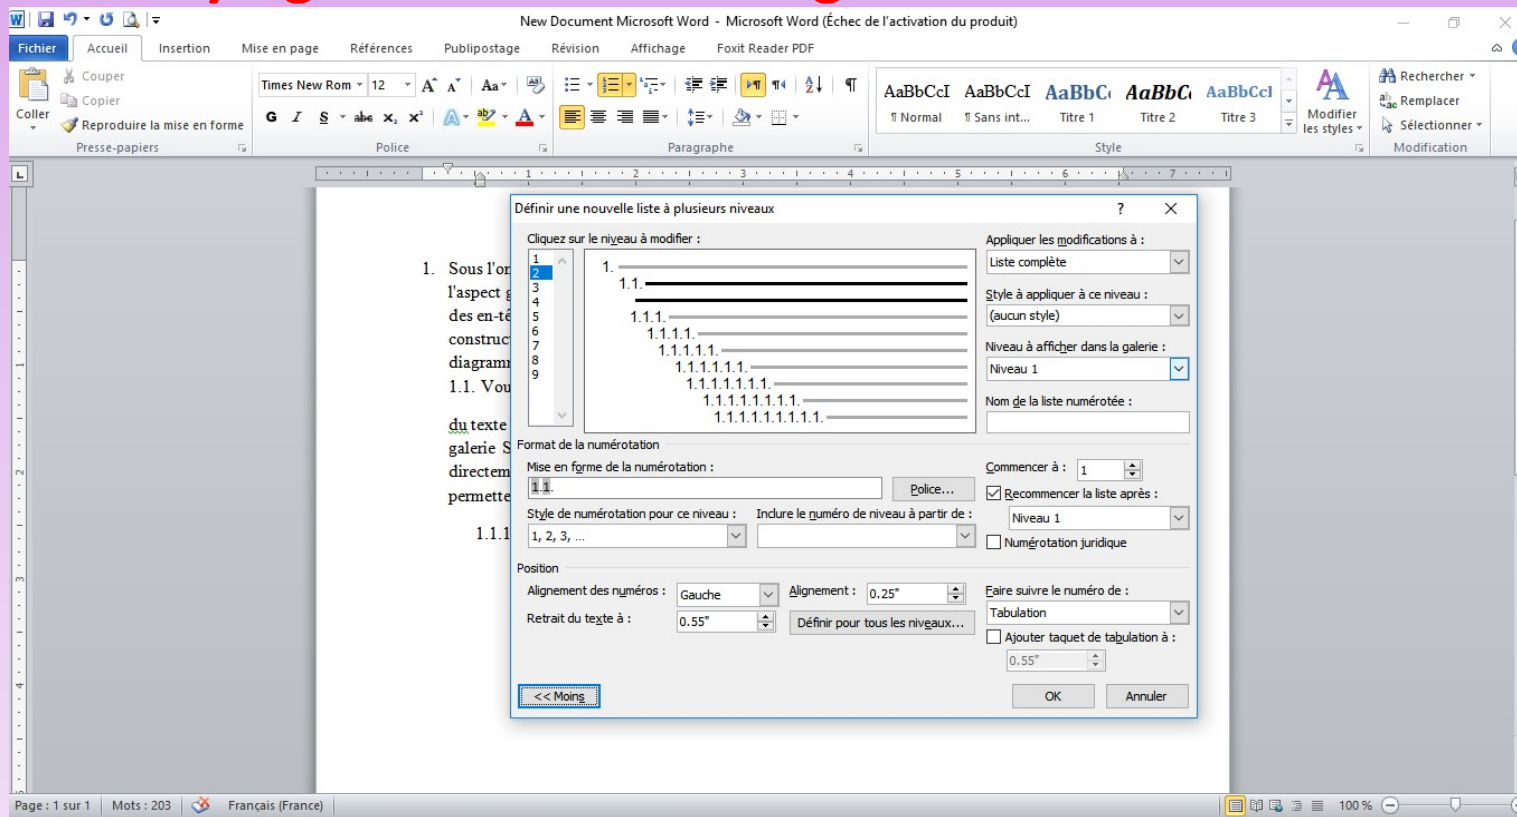 New Document Microsoft Word - Microsoft Word (Échec de l'activation du produit)
Fichier Accueil Insertion Mise en page Références Publipostage Révision Affichage Foxit Reader PDF
Coller
Couper
Copier
Reproduire la mise en forme
Presse-papiers
Times New Rom 12
G I S abc x₂ x²
Police
Paragraphe
AaBbCcI AaBbCcI AaBbC AaBbC AaBbCcI
¶ Normal ¶ Sans int... Titre 1 Titre 2 Titre 3
Modifier
les styles
Style
Rechercher
Remplacer
Sélectionner
Modification
1 2 3 4 5 6 7
1. Sous l'on
l'aspect g
des en-tê
construc
diagramm
1.1. Vou
du texte
galerie S
directem
permette
1.1.1
Définir une nouvelle liste à plusieurs niveaux
Cliquez sur le niveau à modifier :
1
2
3
4
5
6
7
8
9
1.
1.1.
1.1.1.
1.1.1.1.
1.1.1.1.1.
1.1.1.1.1.1.
1.1.1.1.1.1.1.
1.1.1.1.1.1.1.1.
1.1.1.1.1.1.1.1.1.
Appliquer les modifications à :
Liste complète
Style à appliquer à ce niveau :
(aucun style)
Niveau à afficher dans la galerie :
Niveau 1
Nom de la liste numérotée :
Format de la numérotation
Mise en forme de la numérotation :
1.1.
Police...
Style de numérotation pour ce niveau :
1, 2, 3, ...
Inclure le numéro de niveau à partir de :
Commencer à : 1
Recommencer la liste après :
Niveau 1
Numérotation juridique
Position
Alignement des numéros : Gauche
Alignement : 0.25"
Retrait du texte à : 0.55"
Définir pour tous les niveaux...
Faire suivre le numéro de :
Tabulation
Ajouter taquet de tabulation à :
0.55"
<< Moins
OK
Annuler
Page : 1 sur 1 Mots : 203 Français (France) 100 %